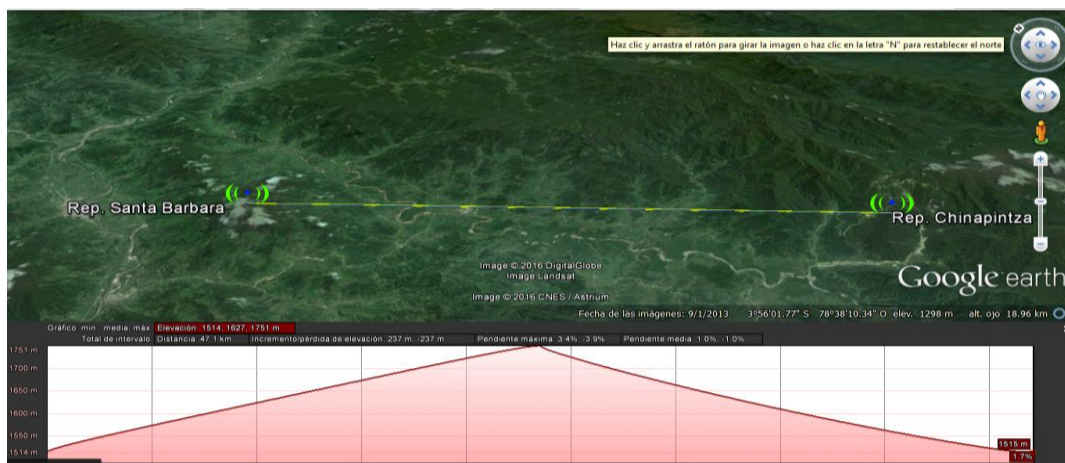 Haz clic y arrastra el ratón para girar la imagen o haz clic en la letra "N" para restablecer el norte
Rep. Santa Barbara
Rep. Chinapintza
Image © 2016 DigitalGlobe
Image Landsat
Image © 2016 CNES / Astrium
Google earth
Fecha de las imágenes: 9/1/2013 3°56'01.77" S 78°38'10.34" O elev. 1298 m alt. ojo 18.96 km
Gráfico: min., media, máx Elevación: 1514, 1627, 1751 m
Total de intervalo: Distancia: 47.1 km Incremento/pérdida de elevación: 237 m, -237 m Pendiente máxima: 3.4%, -3.9% Pendiente media: 1.0%, -1.0%
1751 m
1700 m
1650 m
1600 m
1550 m
1514 m
1515 m
1.7%